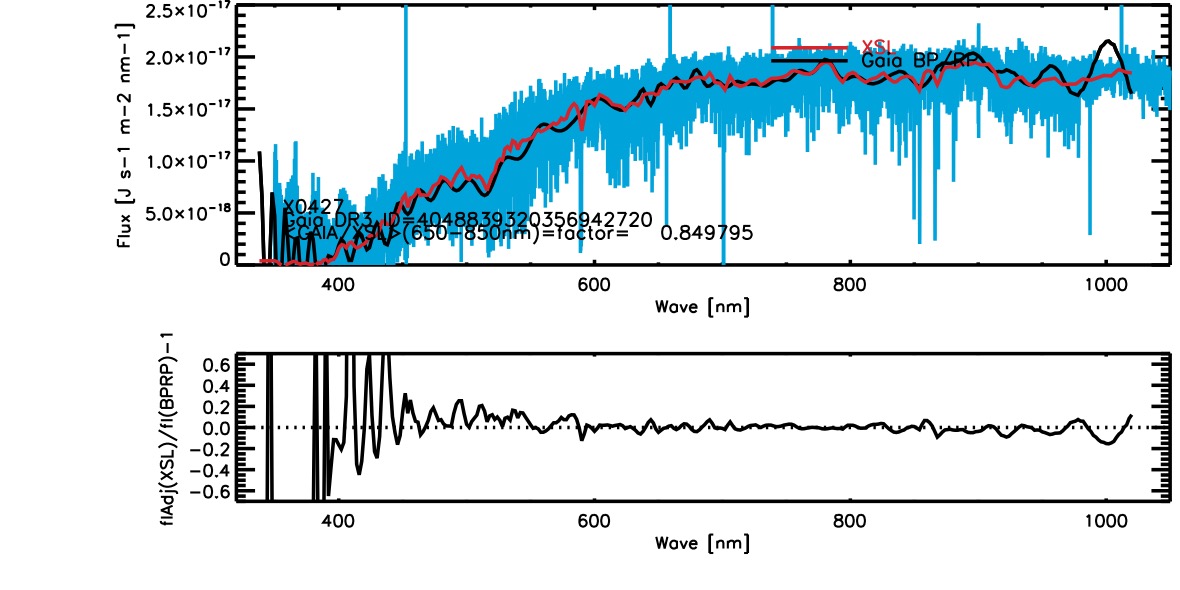 2.5×10⁻¹⁷
2.0×10⁻¹⁷
1.5×10⁻¹⁷
1.0×10⁻¹⁷
5.0×10⁻¹⁸
0
Flux [J s−1 m−2 nm−1]
XSL
Gaia BP/RP
X0427
Gaia DR3 ID=4048839320356942720
<GAIA/XSL>(650−850nm)=factor= 0.849795
400 600 800 1000
Wave [nm]
0.6
0.4
0.2
0.0
−0.2
−0.4
−0.6
flAdj(XSL)/fl(BPRP)−1
400 600 800 1000
Wave [nm]